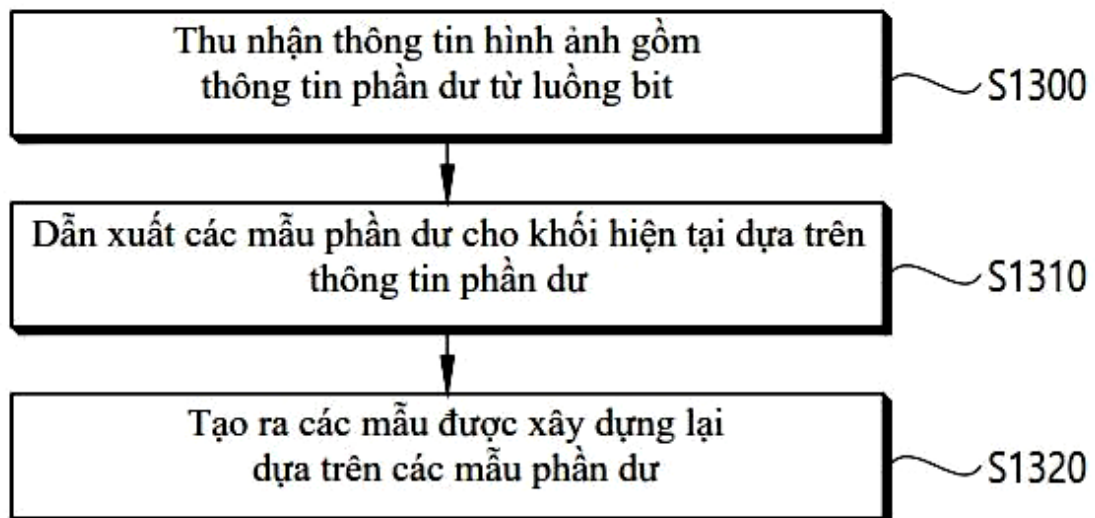 Thu nhận thông tin hình ảnh gồm
thông tin phần dư từ luồng bit
S1300
Dẫn xuất các mẫu phần dư cho khối hiện tại dựa trên
thông tin phần dư
S1310
Tạo ra các mẫu được xây dựng lại
dựa trên các mẫu phần dư
S1320